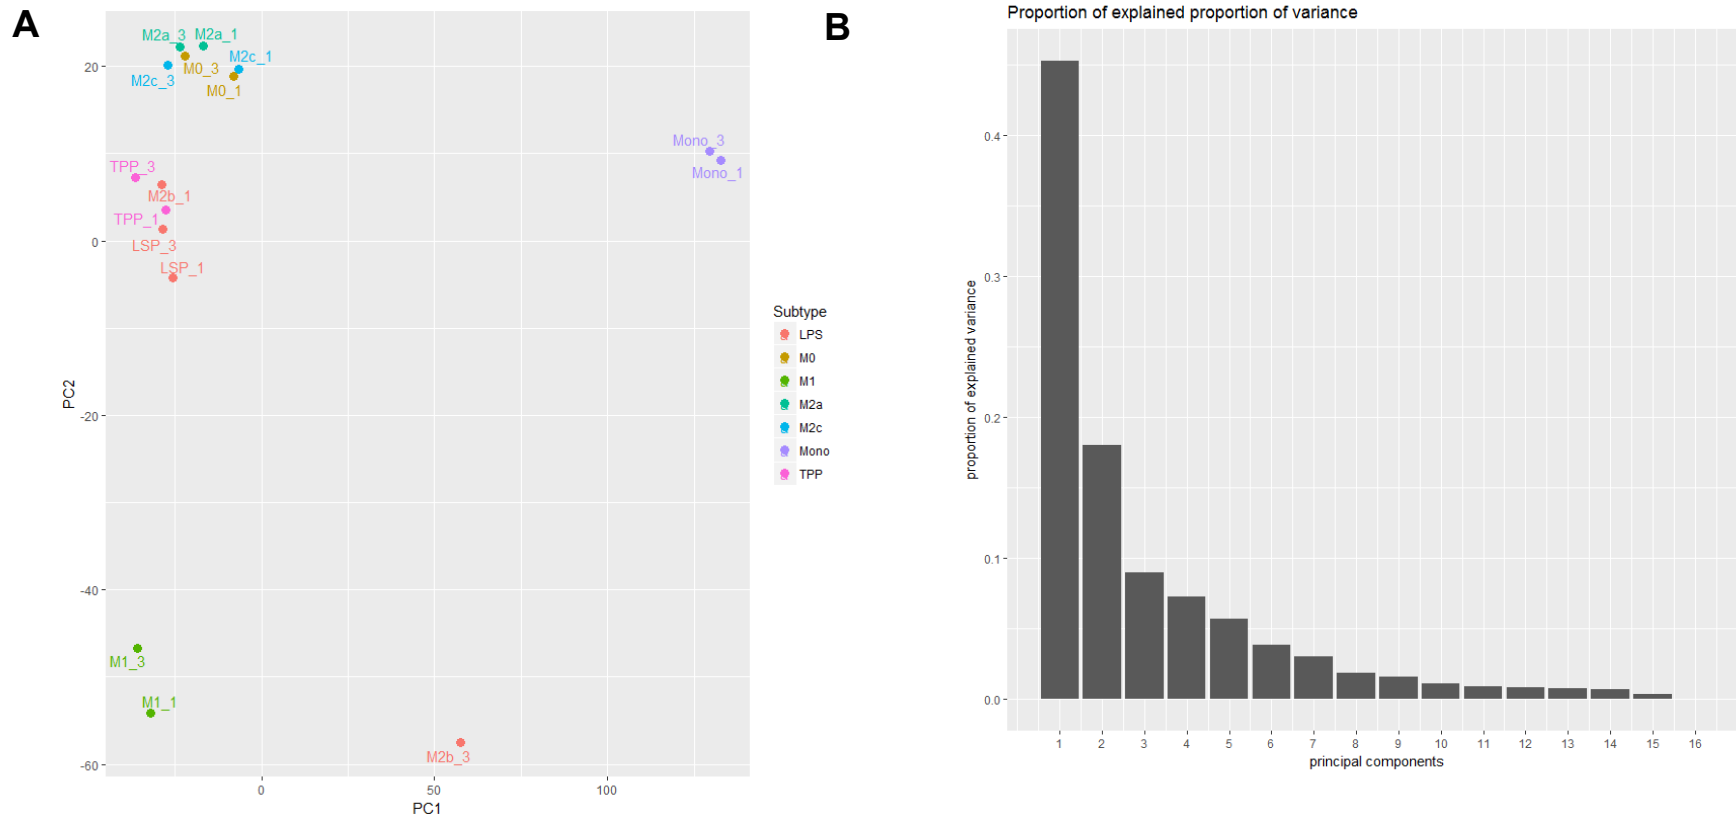 A
M2a_3
M2a_1
M2c_1
M0_3
M2c_3
M0_1
Mono_3
Mono_1
TPP_3
M2b_1
TPP_1
LSP_3
LSP_1
M1_3
M1_1
M2b_3
20
0
-20
-40
-60
PC2
0
50
100
PC1
Subtype
LPS
M0
M1
M2a
M2c
Mono
TPP
B
Proportion of explained proportion of variance
0.4
0.3
0.2
0.1
0.0
proportion of explained variance
1 2 3 4 5 6 7 8 9 10 11 12 13 14 15 16
principal components